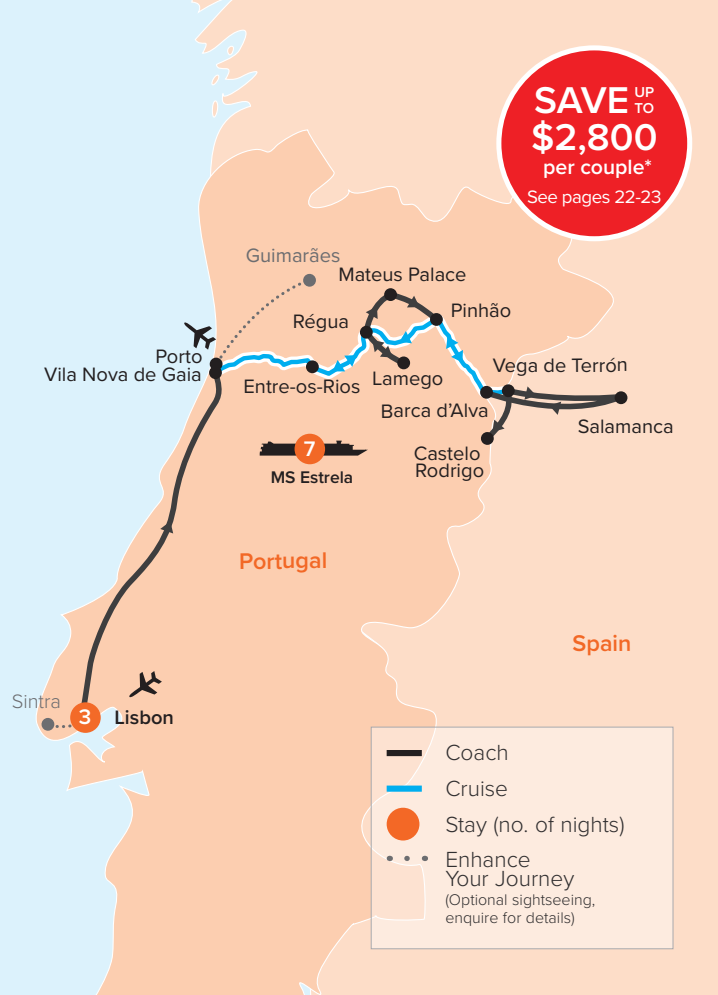 SAVE UP TO
$2,800
per couple*
See pages 22-23
Guimarães
Mateus Palace
Pinhão
Régua
Porto
Vila Nova de Gaia
Entre-os-Rios
Lamego
Vega de Terrón
Barca d’Alva
Salamanca
Castelo
Rodrigo
7
MS Estrela
Portugal
Spain
Sintra
3
Lisbon
Coach
Cruise
Stay (no. of nights)
Enhance
Your Journey
(Optional sightseeing,
enquire for details)